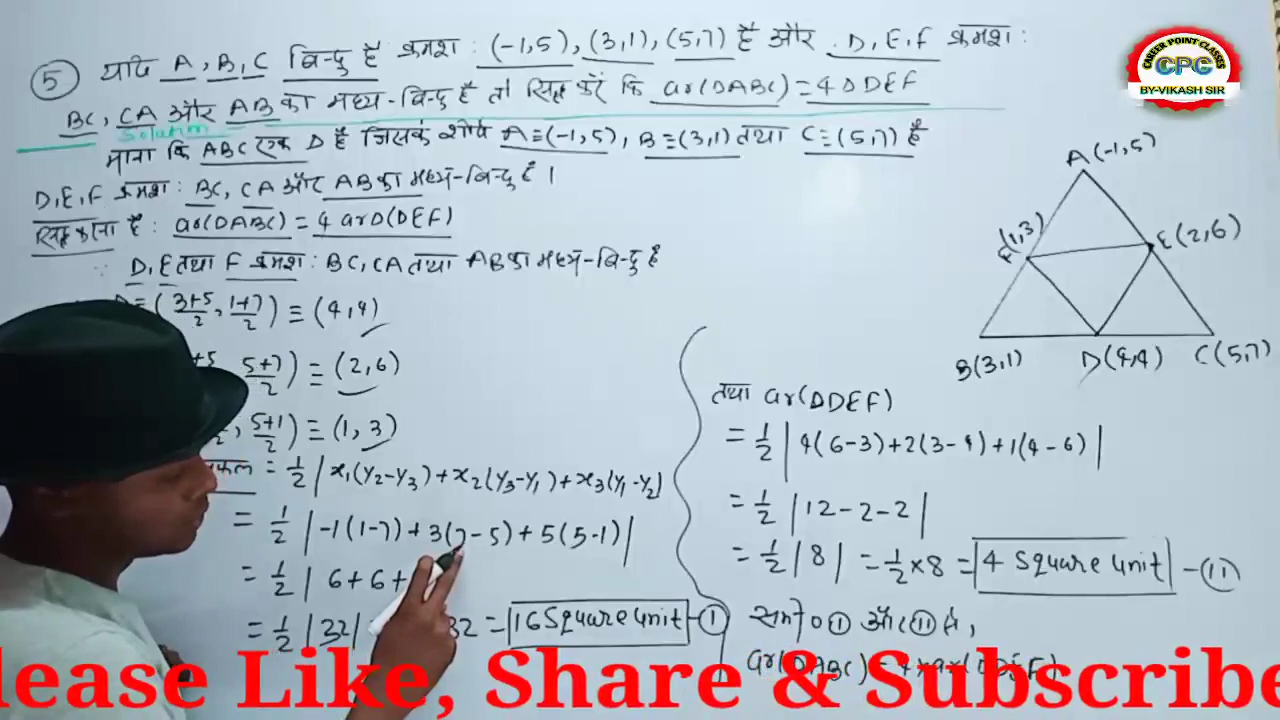 5 यदि A, B, C बिन्दु है क्रमश: (-1,5), (3,1), (5,7) है और D, E, F क्रमश:
BC, CA और AB का मध्य-बिन्दु है तो सिद्ध करें कि ar(ΔABC) = 4ΔDEF
Solution
माना कि ABC एक Δ है जिसके शीर्ष A≡(-1,5), B≡(3,1) तथा C≡(5,7) है
D, E, F क्रमश: BC, CA और AB का मध्य-बिन्दु है।
सिद्ध करना है: ar(ΔABC) = 4 arΔ(DEF)
∵ D, E तथा F क्रमश: BC, CA तथा AB का मध्य-बिन्दु है
(3+5/2, 1+7/2) ≡ (4,4)
5+7/2) ≡ (2,6)
, 5+1/2) ≡ (1, 3)
= 1/2 | x₁(y₂-y₃) + x₂(y₃-y₁) + x₃(y₁-y₂)
= 1/2 | -1(1-7) + 3(7-5) + 5(5-1) |
= 1/2 | 6+6+
= 1/2 |32| 32 = 16 Square unit - I
तथा ar(ΔDEF)
= 1/2 | 4(6-3)+2(3-4)+1(4-6) |
= 1/2 | 12-2-2 |
= 1/2 |8| = 1/2 × 8 = 4 Square unit - II
समी० I और II से,
ar(ΔABC) = 4×ar(ΔDEF)
A(-1,5)
F(1,3)
E(2,6)
B(3,1) D(4,4) C(5,7)
CAREER POINT CLASSES
CPC
BY-VIKASH SIR
lease Like, Share & Subscribe